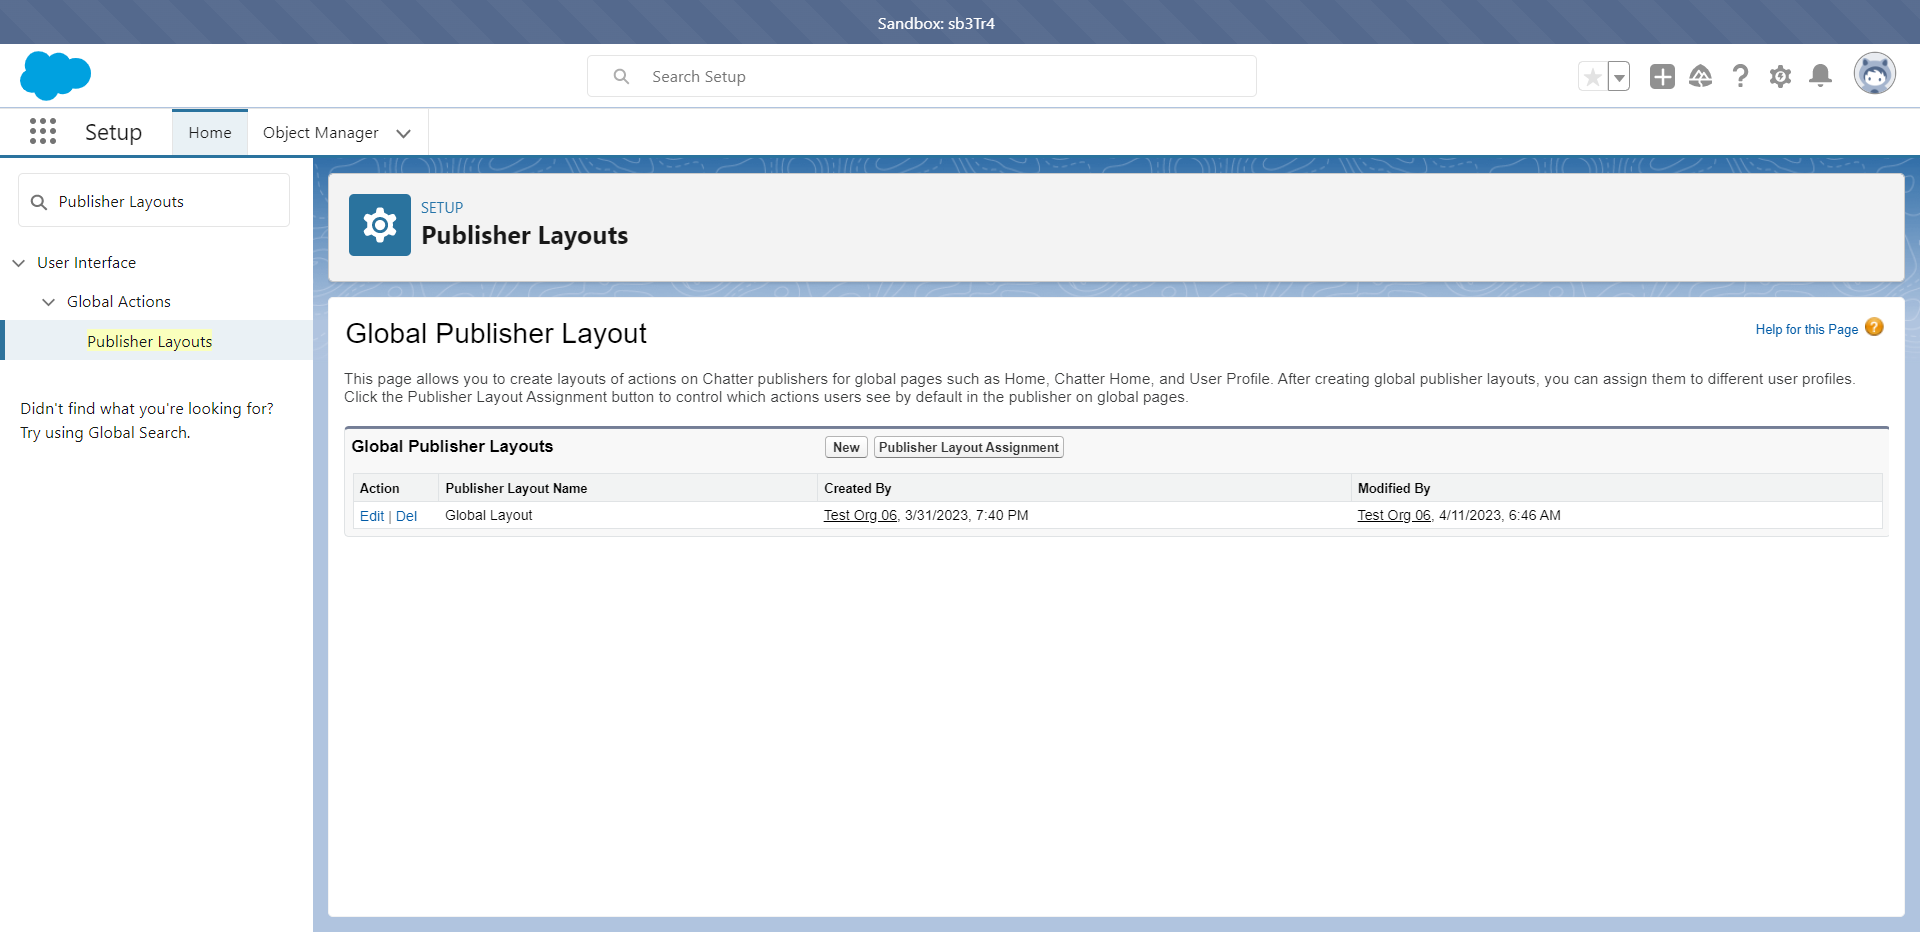 Sandbox: sb3Tr4
Search Setup
Setup
Home
Object Manager
Publisher Layouts
User Interface
Global Actions
Publisher Layouts
Didn't find what you're looking for?
Try using Global Search.
SETUP
Publisher Layouts
Global Publisher Layout
Help for this Page ?
This page allows you to create layouts of actions on Chatter publishers for global pages such as Home, Chatter Home, and User Profile. After creating global publisher layouts, you can assign them to different user profiles.
Click the Publisher Layout Assignment button to control which actions users see by default in the publisher on global pages.
Global Publisher Layouts New Publisher Layout Assignment
Action Publisher Layout Name Created By Modified By
Edit | Del Global Layout Test Org 06, 3/31/2023, 7:40 PM Test Org 06, 4/11/2023, 6:46 AM